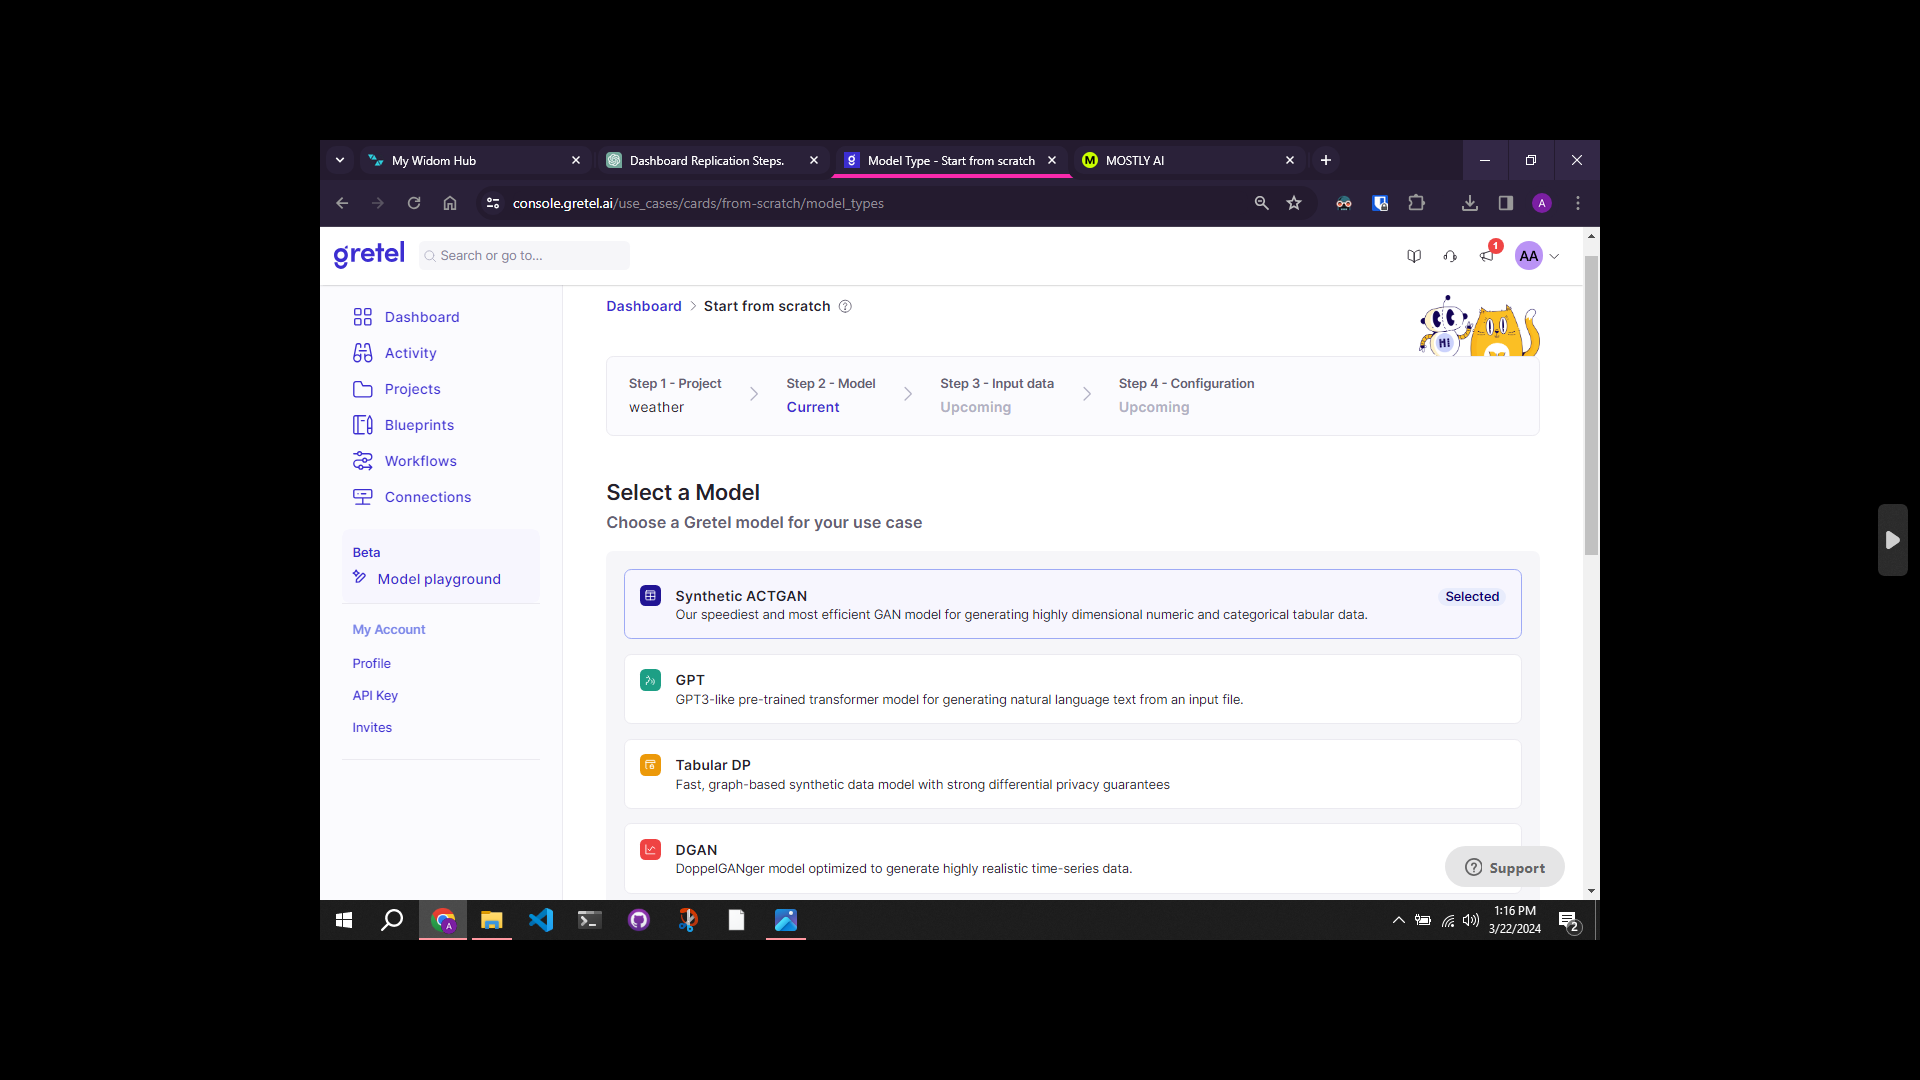 My Widom Hub
Dashboard Replication Steps.
Model Type - Start from scratch
MOSTLY AI
console.gretel.ai/use_cases/cards/from-scratch/model_types
A
gretel
Search or go to...
1
AA
Dashboard
Activity
Projects
Blueprints
Workflows
Connections
Beta
Model playground
My Account
Profile
API Key
Invites
Dashboard > Start from scratch
HI
Step 1 - Project
weather
Step 2 - Model
Current
Step 3 - Input data
Upcoming
Step 4 - Configuration
Upcoming
Select a Model
Choose a Gretel model for your use case
Synthetic ACTGAN
Selected
Our speediest and most efficient GAN model for generating highly dimensional numeric and categorical tabular data.
GPT
GPT3-like pre-trained transformer model for generating natural language text from an input file.
Tabular DP
Fast, graph-based synthetic data model with strong differential privacy guarantees
DGAN
DoppelGANger model optimized to generate highly realistic time-series data.
Support
1:16 PM
3/22/2024
2